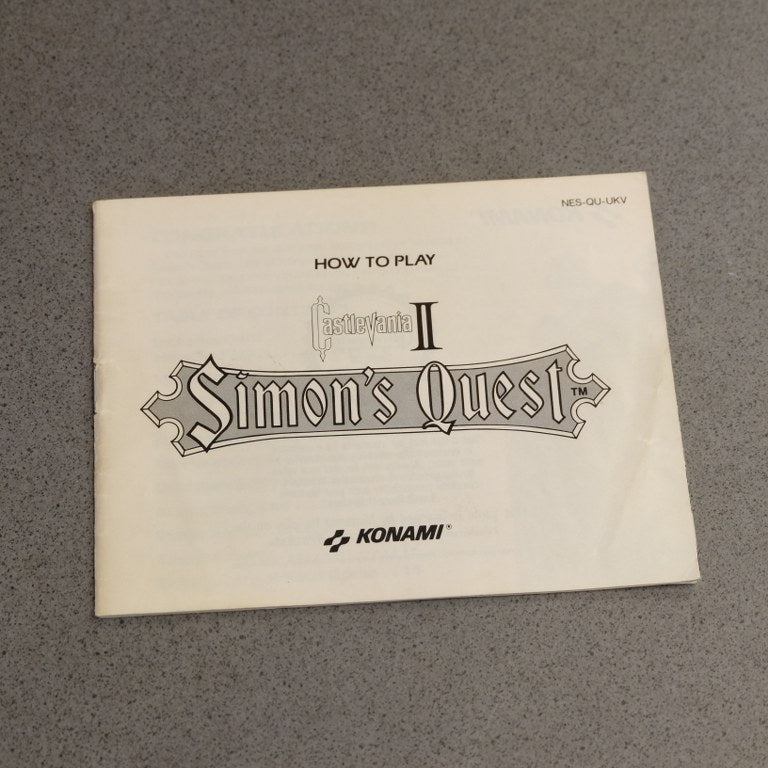 NES-QU-UKV
HOW TO PLAY
Castlevania II
Simon's Quest™
KONAMI®